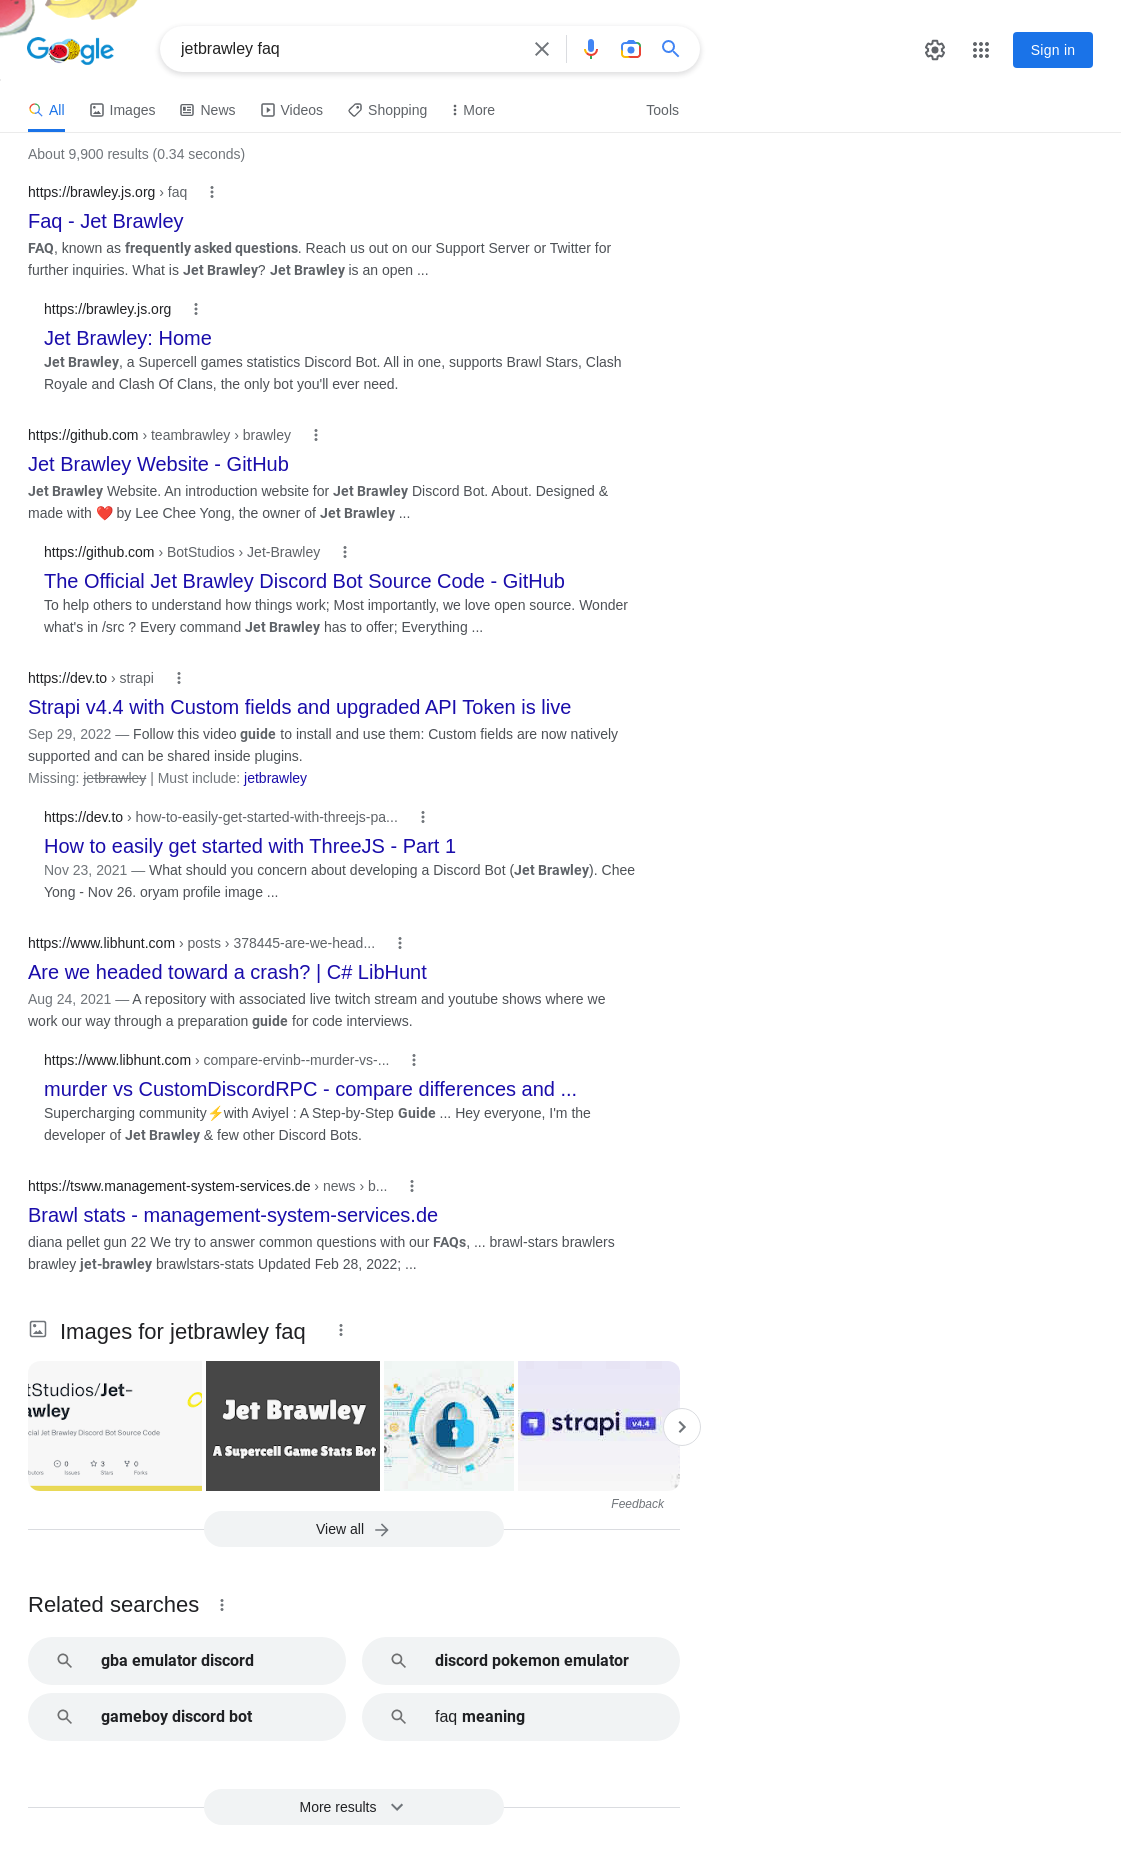 Google
jetbrawley faq
Sign in
All
Images
News
Videos
Shopping
More
Tools
About 9,900 results (0.34 seconds)
https://brawley.js.org › faq
Faq - Jet Brawley
FAQ, known as frequently asked questions. Reach us out on our Support Server or Twitter for
further inquiries. What is Jet Brawley? Jet Brawley is an open ...
https://brawley.js.org
Jet Brawley: Home
Jet Brawley, a Supercell games statistics Discord Bot. All in one, supports Brawl Stars, Clash
Royale and Clash Of Clans, the only bot you'll ever need.
https://github.com › teambrawley › brawley
Jet Brawley Website - GitHub
Jet Brawley Website. An introduction website for Jet Brawley Discord Bot. About. Designed &
made with ❤️ by Lee Chee Yong, the owner of Jet Brawley ...
https://github.com › BotStudios › Jet-Brawley
The Official Jet Brawley Discord Bot Source Code - GitHub
To help others to understand how things work; Most importantly, we love open source. Wonder
what's in /src ? Every command Jet Brawley has to offer; Everything ...
https://dev.to › strapi
Strapi v4.4 with Custom fields and upgraded API Token is live
Sep 29, 2022 — Follow this video guide to install and use them: Custom fields are now natively
supported and can be shared inside plugins.
Missing: jetbrawley | Must include: jetbrawley
https://dev.to › how-to-easily-get-started-with-threejs-pa...
How to easily get started with ThreeJS - Part 1
Nov 23, 2021 — What should you concern about developing a Discord Bot (Jet Brawley). Chee
Yong - Nov 26. oryam profile image ...
https://www.libhunt.com › posts › 378445-are-we-head...
Are we headed toward a crash? | C# LibHunt
Aug 24, 2021 — A repository with associated live twitch stream and youtube shows where we
work our way through a preparation guide for code interviews.
https://www.libhunt.com › compare-ervinb--murder-vs-...
murder vs CustomDiscordRPC - compare differences and ...
Supercharging community⚡with Aviyel : A Step-by-Step Guide ... Hey everyone, I'm the
developer of Jet Brawley & few other Discord Bots.
https://tsww.management-system-services.de › news › b...
Brawl stats - management-system-services.de
diana pellet gun 22 We try to answer common questions with our FAQs, ... brawl-stars brawlers
brawley jet-brawley brawlstars-stats Updated Feb 28, 2022; ...
Images for jetbrawley faq
tStudios/Jet-
awley
cial Jet Brawley Discord Bot Source Code
0
3
0
butors
Issues
Stars
Forks
Jet Brawley
A Supercell Game Stats Bot
strapi v4.4
Feedback
View all
Related searches
gba emulator discord
discord pokemon emulator
gameboy discord bot
faq meaning
More results